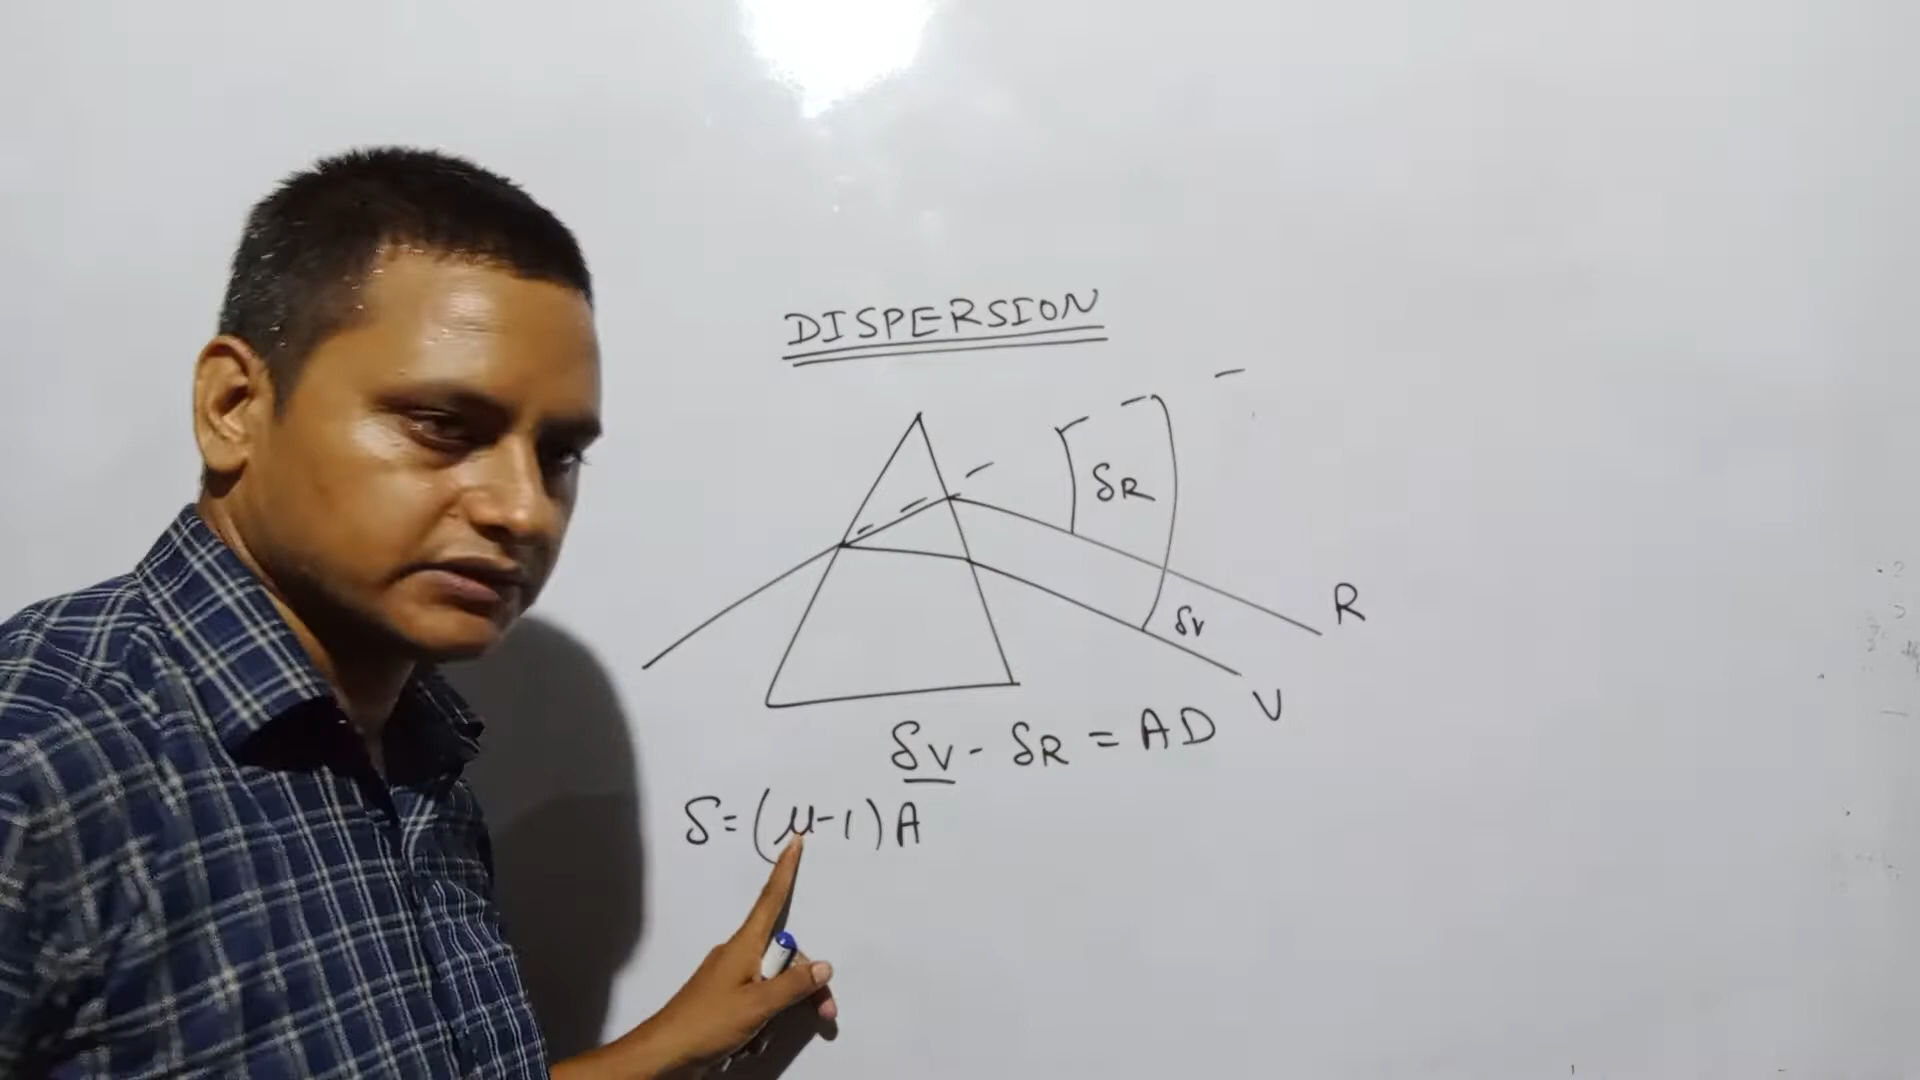 DISPERSION
δR
R
δv
V
δv - δR = AD
δ = (μ-1) A